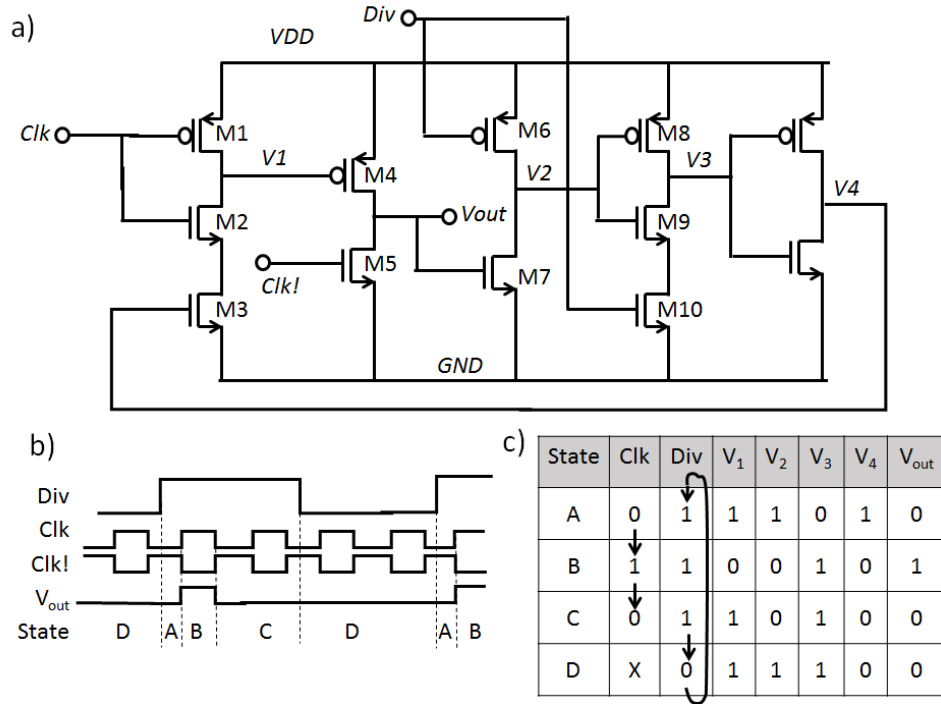 a)
Div
VDD
Clk
M1
M6
M8
V1
M4
V2
V3
V4
M2
Vout
M9
Clk!
M5
M7
M3
M10
GND
b)
Div
Clk
Clk!
Vout
State D A B C D A B
c)
State Clk Div V1 V2 V3 V4 Vout
A 0 1 1 1 0 1 0
B 1 1 0 0 1 0 1
C 0 1 1 0 1 0 0
D X 0 1 1 1 0 0